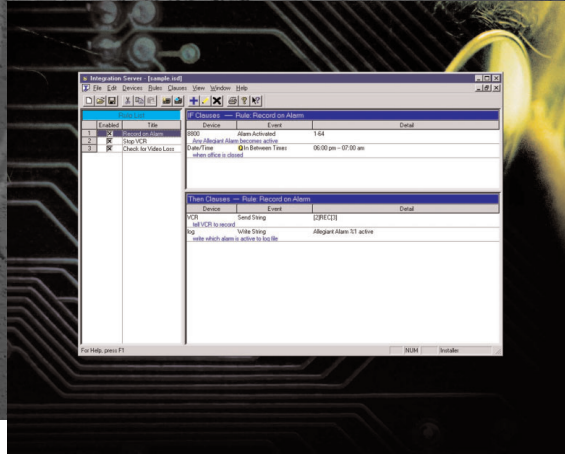 Integration Server - [sample.isd]
File Edit Devices Rules Clauses View Window Help
Rule List
Enabled Title
1 Record on Alarm
2 Stop VCR
3 Check for Video Loss
IF Clauses — Rule: Record on Alarm
Device Event Detail
8800 Alarm Activated 1-64
Any Allegiant Alarm becomes active
Date/Time In Between Times 06:00 pm ~ 07:00 am
when office is closed
Then Clauses — Rule: Record on Alarm
Device Event Detail
VCR Send String [2]REC[3]
tell VCR to record
log Write String Allegiant Alarm %1 active
write which alarm is active to log file
For Help, press F1
NUM Installer